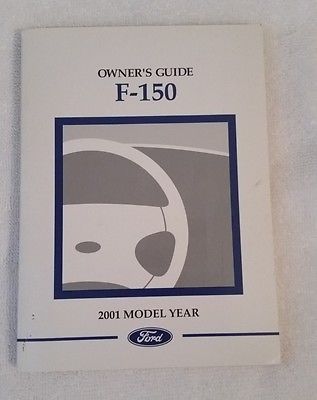 OWNER'S GUIDE
F-150
2001 MODEL YEAR
Ford